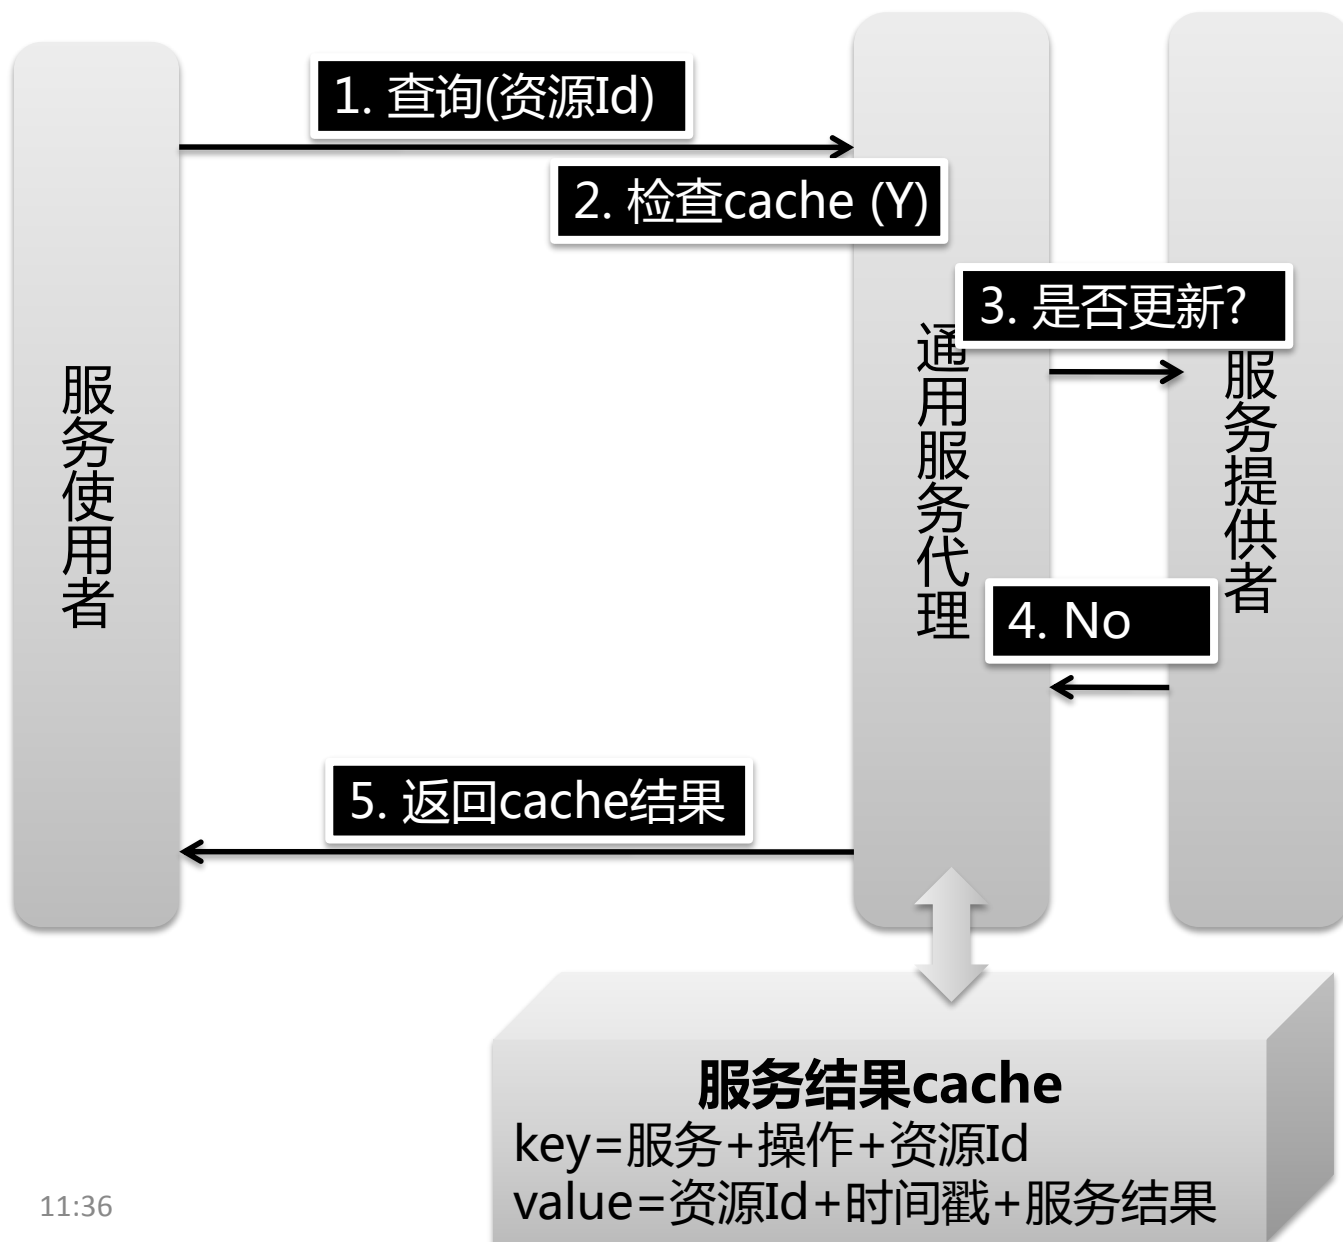 1. 查询(资源Id)
2. 检查cache (Y)
3. 是否更新?
服务使用者
通用服务代理
服务提供者
4. No
5. 返回cache结果
服务结果cache
key=服务+操作+资源Id
value=资源Id+时间戳+服务结果
11:36